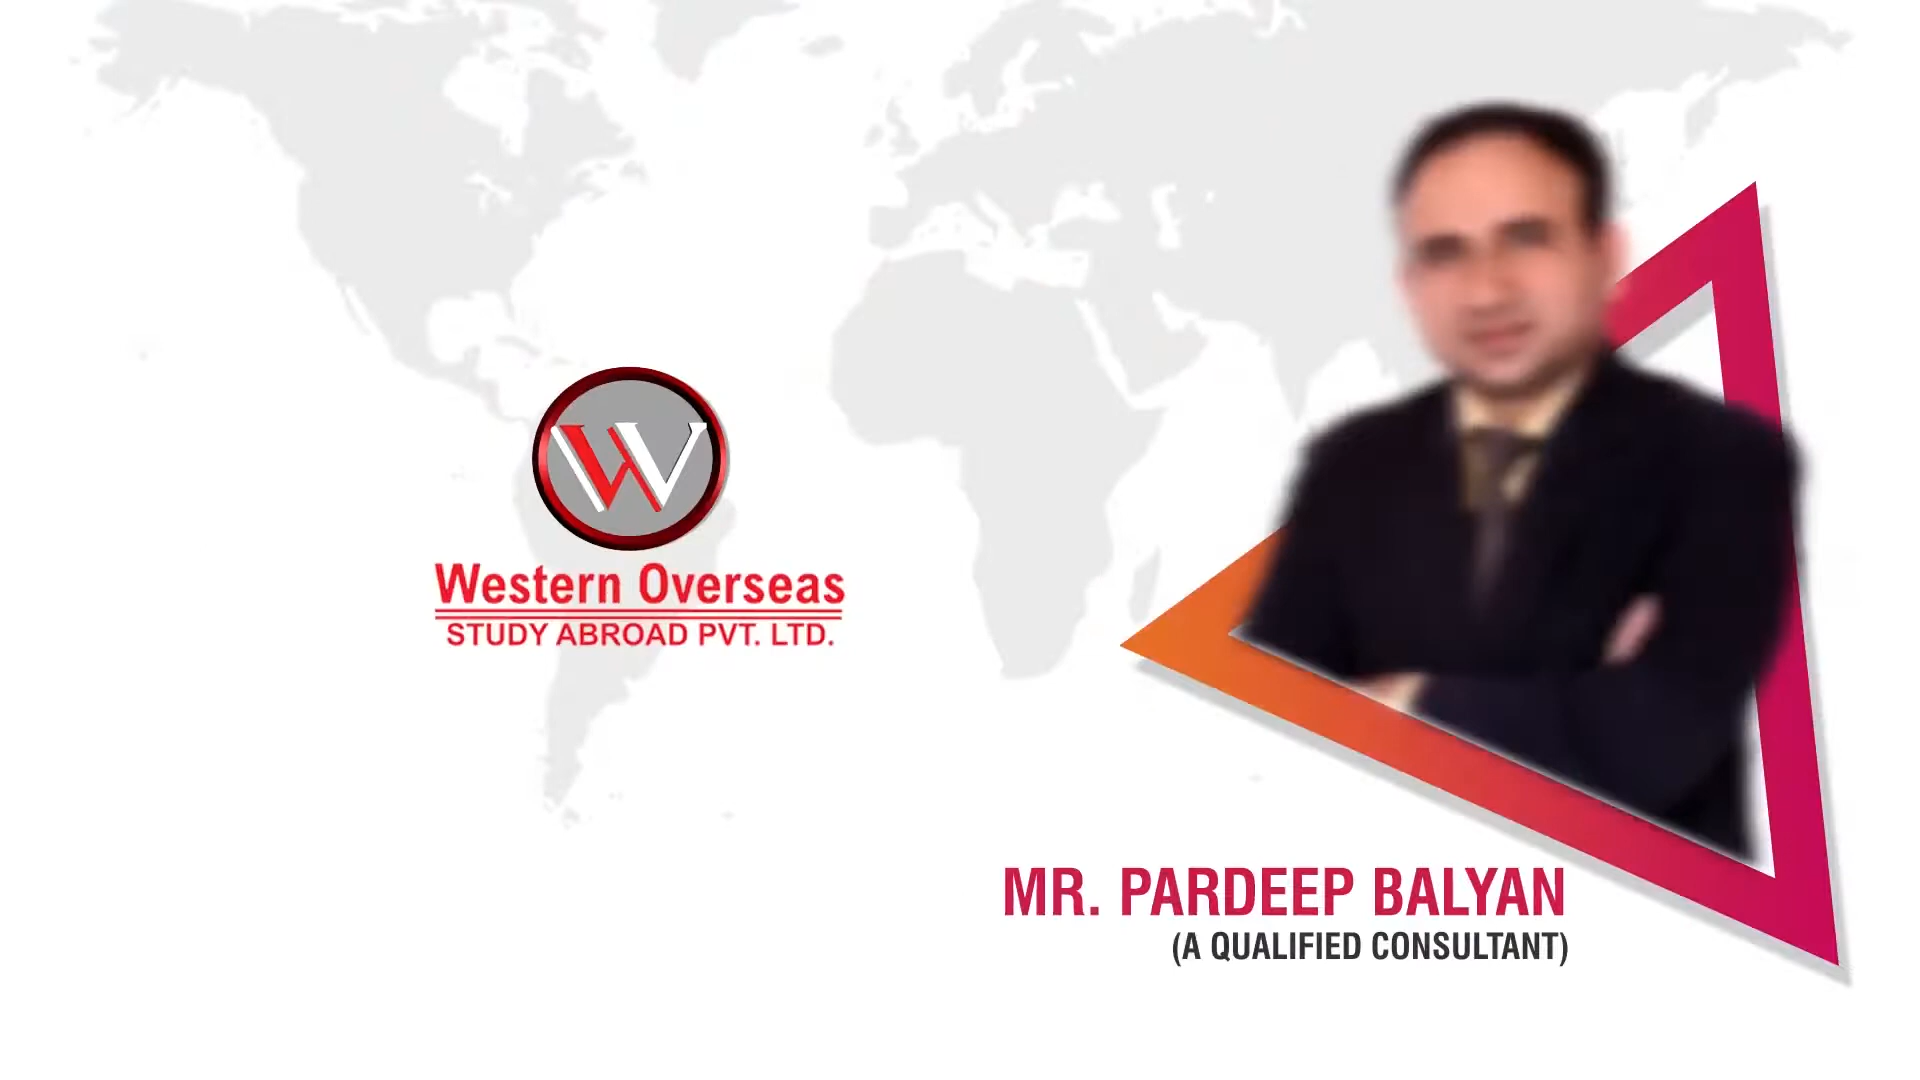 W
Western Overseas
STUDY ABROAD PVT. LTD.
MR. PARDEEP BALYAN
(A QUALIFIED CONSULTANT)